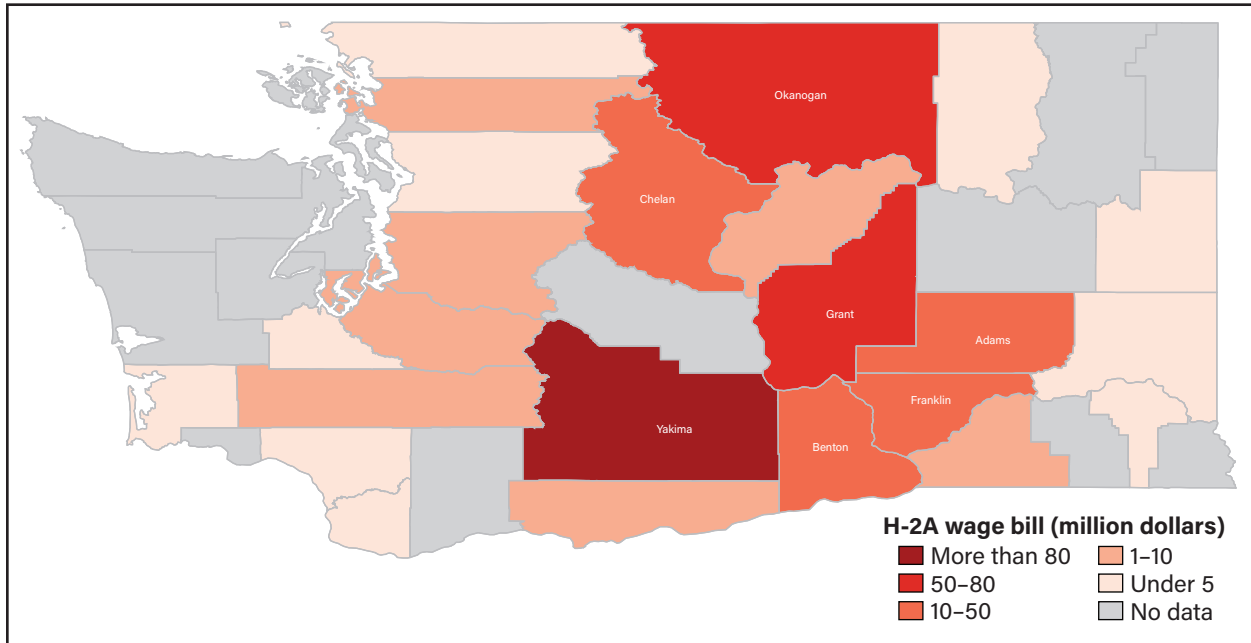 Okanogan
Chelan
Grant
Adams
Franklin
Yakima
Benton
H-2A wage bill (million dollars)
More than 80
50–80
10–50
1–10
Under 5
No data